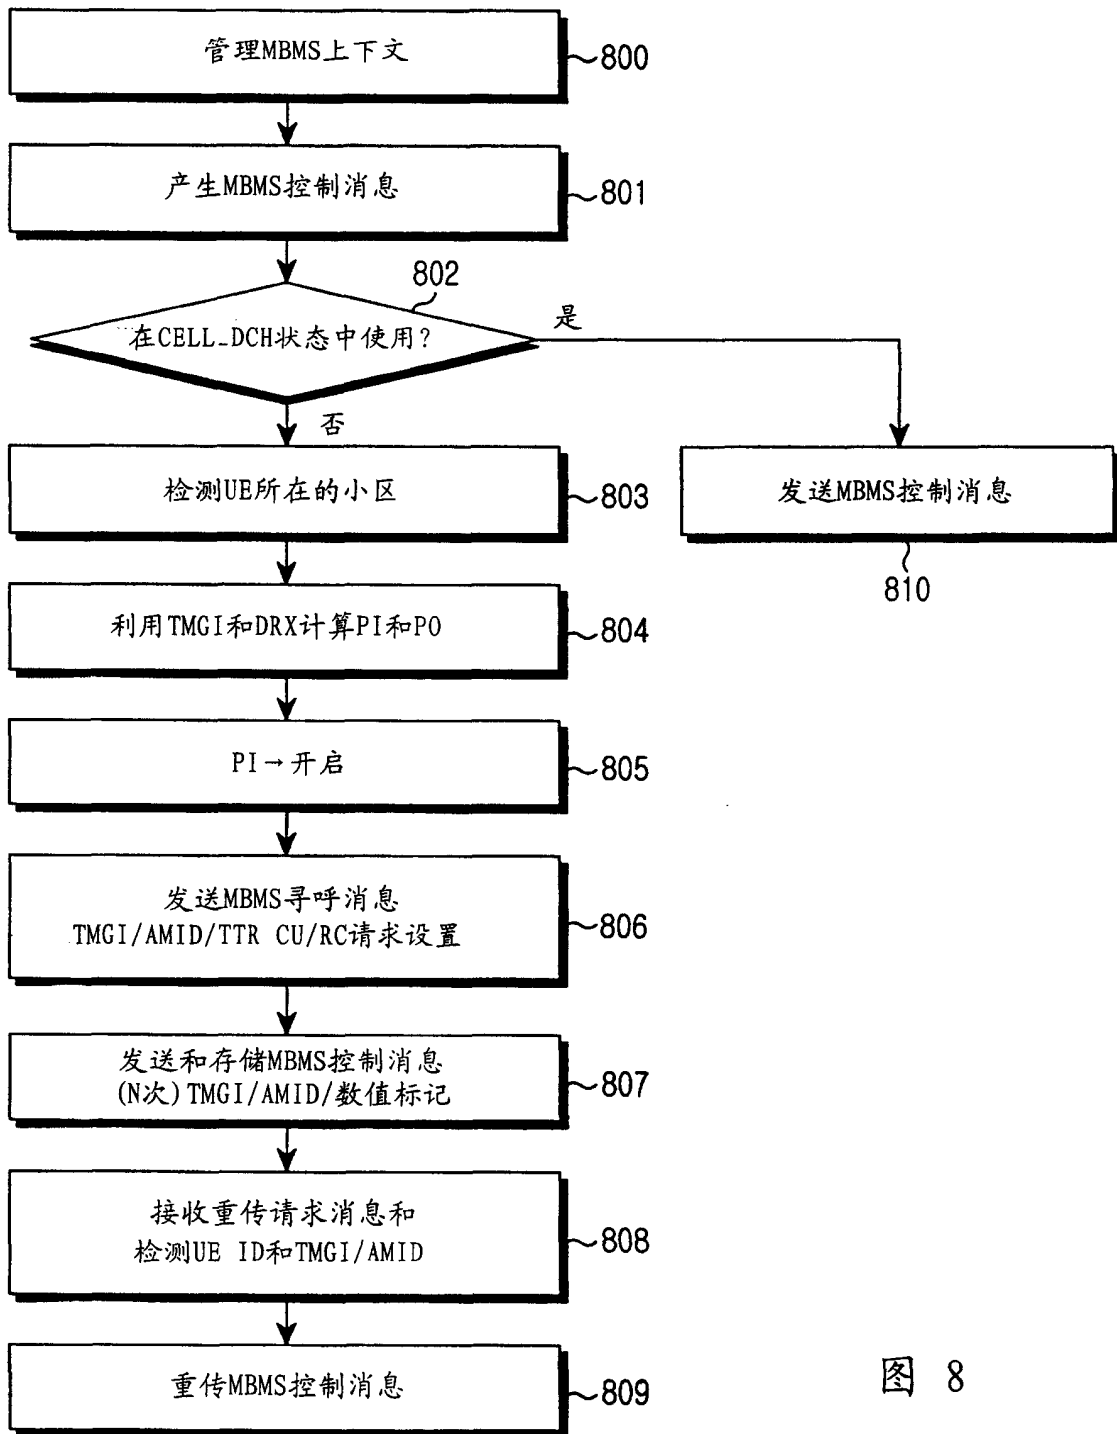 管理MBMS上下文
800
产生MBMS控制消息
801
802
在CELL_DCH状态中使用?
是
否
检测UE所在的小区
803
发送MBMS控制消息
810
利用TMGI和DRX计算PI和PO
804
PI→开启
805
发送MBMS寻呼消息
TMGI/AMID/TTR CU/RC请求设置
806
发送和存储MBMS控制消息
(N次)TMGI/AMID/数值标记
807
接收重传请求消息和
检测UE ID和TMGI/AMID
808
重传MBMS控制消息
809
图 8